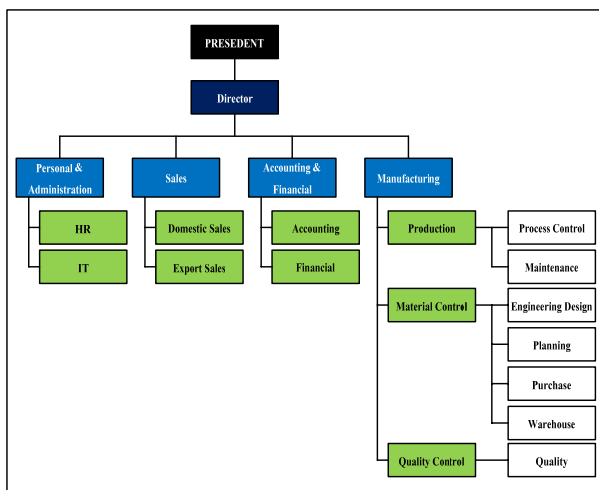 PRESEDENT
Director
Personal &
Administration
Sales
Accounting &
Financial
Manufacturing
HR
Domestic Sales
Accounting
Production
Process Control
IT
Export Sales
Financial
Maintenance
Material Control
Engineering Design
Planning
Purchase
Warehouse
Quality Control
Quality